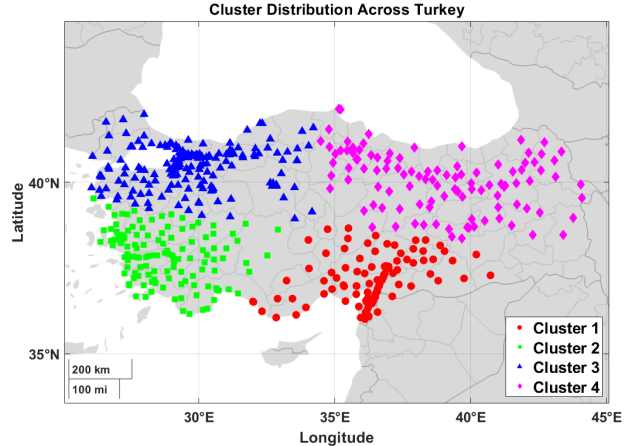 Cluster Distribution Across Turkey
Latitude
40°N
35°N
200 km
100 mi
30°E
35°E
40°E
45°E
Longitude
Cluster 1
Cluster 2
Cluster 3
Cluster 4